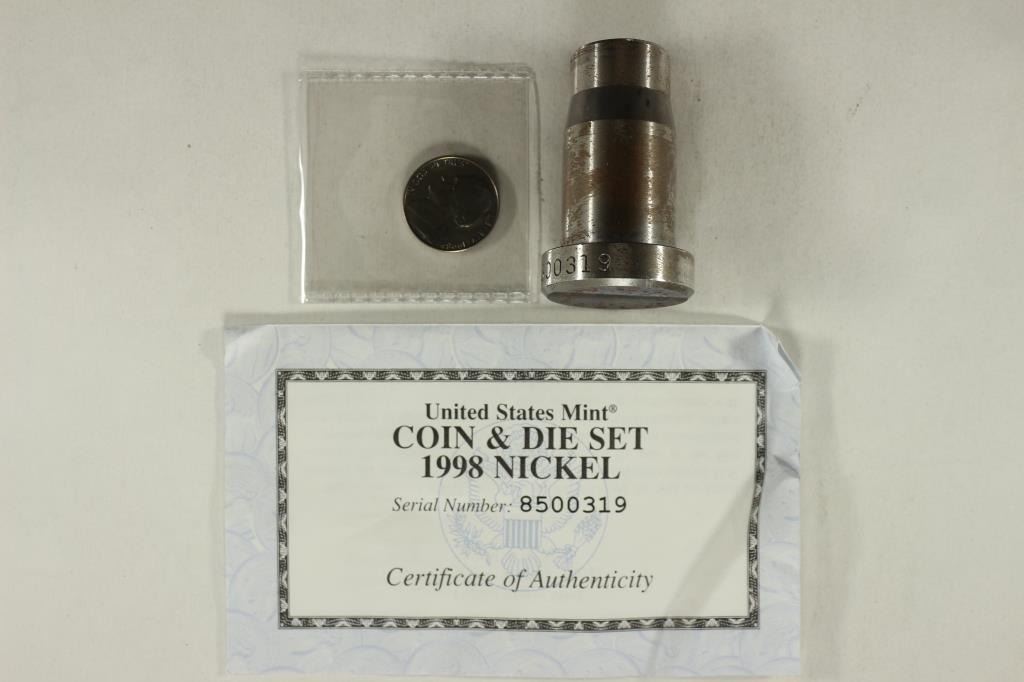 00319
United States Mint®
COIN & DIE SET
1998 NICKEL
Serial Number: 8500319
Certificate of Authenticity